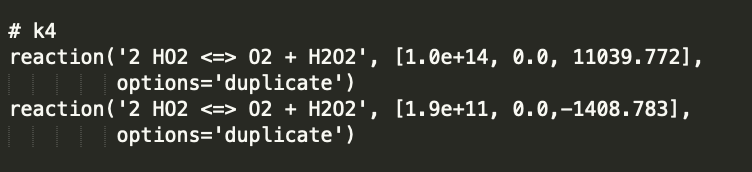 # k4
reaction('2 HO2 <=> O2 + H2O2', [1.0e+14, 0.0, 11039.772],
options='duplicate')
reaction('2 HO2 <=> O2 + H2O2', [1.9e+11, 0.0,-1408.783],
options='duplicate')